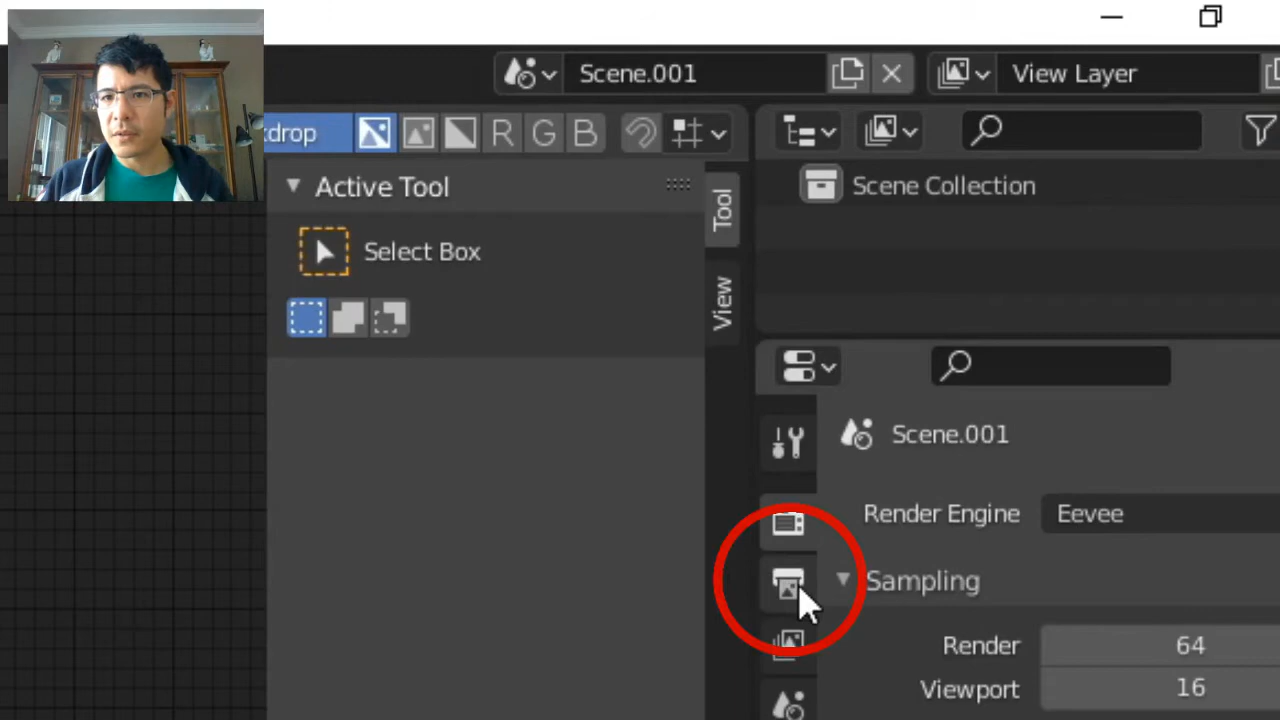 Scene.001
View Layer
drop
R G B
Active Tool
Tool
Scene Collection
Select Box
View
Scene.001
Render Engine
Eevee
Sampling
Render
64
Viewport
16